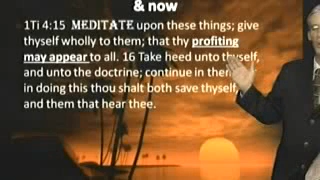 & now
1Ti 4:15 MEDITATE upon these things; give
thyself wholly to them; that thy profiting
may appear to all. 16 Take heed unto thyself,
and unto the doctrine; continue in them
in doing this thou shalt both save thyself,
and them that hear thee.